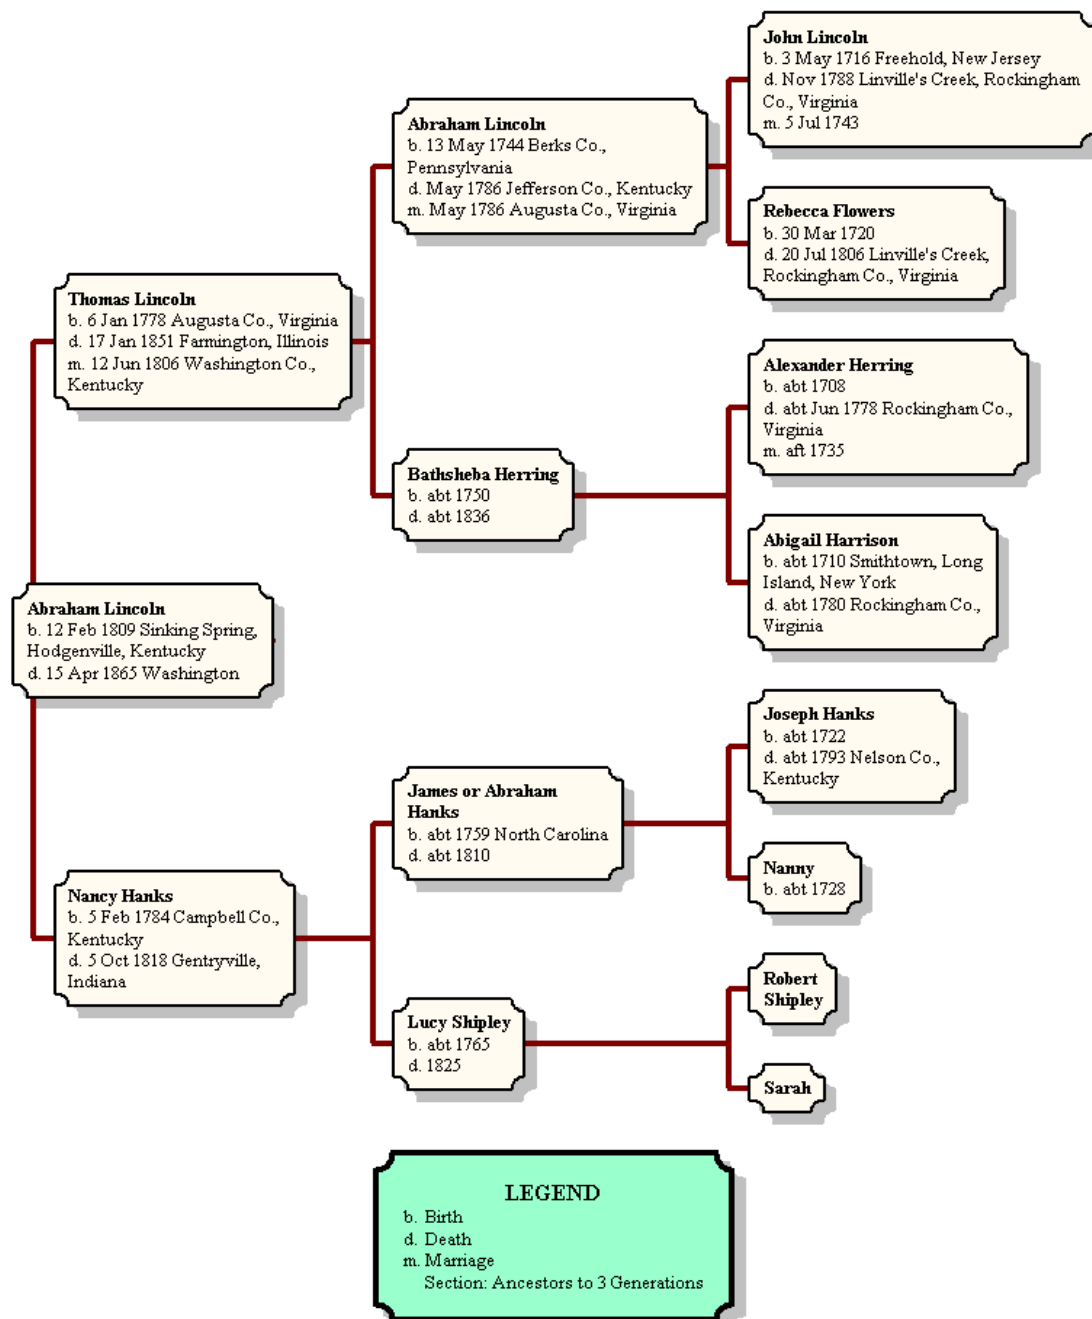 John Lincoln
b. 3 May 1716 Freehold, New Jersey
d. Nov 1788 Linville's Creek, Rockingham
Co., Virginia
m. 5 Jul 1743
Abraham Lincoln
b. 13 May 1744 Berks Co.,
Pennsylvania
d. May 1786 Jefferson Co., Kentucky
m. May 1786 Augusta Co., Virginia
Rebecca Flowers
b. 30 Mar 1720
d. 20 Jul 1806 Linville's Creek,
Rockingham Co., Virginia
Thomas Lincoln
b. 6 Jan 1778 Augusta Co., Virginia
d. 17 Jan 1851 Farmington, Illinois
m. 12 Jun 1806 Washington Co.,
Kentucky
Alexander Herring
b. abt 1708
d. abt Jun 1778 Rockingham Co.,
Virginia
m. aft 1735
Bathsheba Herring
b. abt 1750
d. abt 1836
Abigail Harrison
b. abt 1710 Smithtown, Long
Island, New York
d. abt 1780 Rockingham Co.,
Virginia
Abraham Lincoln
b. 12 Feb 1809 Sinking Spring,
Hodgenville, Kentucky
d. 15 Apr 1865 Washington
Joseph Hanks
b. abt 1722
d. abt 1793 Nelson Co.,
Kentucky
James or Abraham
Hanks
b. abt 1759 North Carolina
d. abt 1810
Nanny
b. abt 1728
Nancy Hanks
b. 5 Feb 1784 Campbell Co.,
Kentucky
d. 5 Oct 1818 Gentryville,
Indiana
Robert
Shipley
Lucy Shipley
b. abt 1765
d. 1825
Sarah
LEGEND
b. Birth
d. Death
m. Marriage
Section: Ancestors to 3 Generations